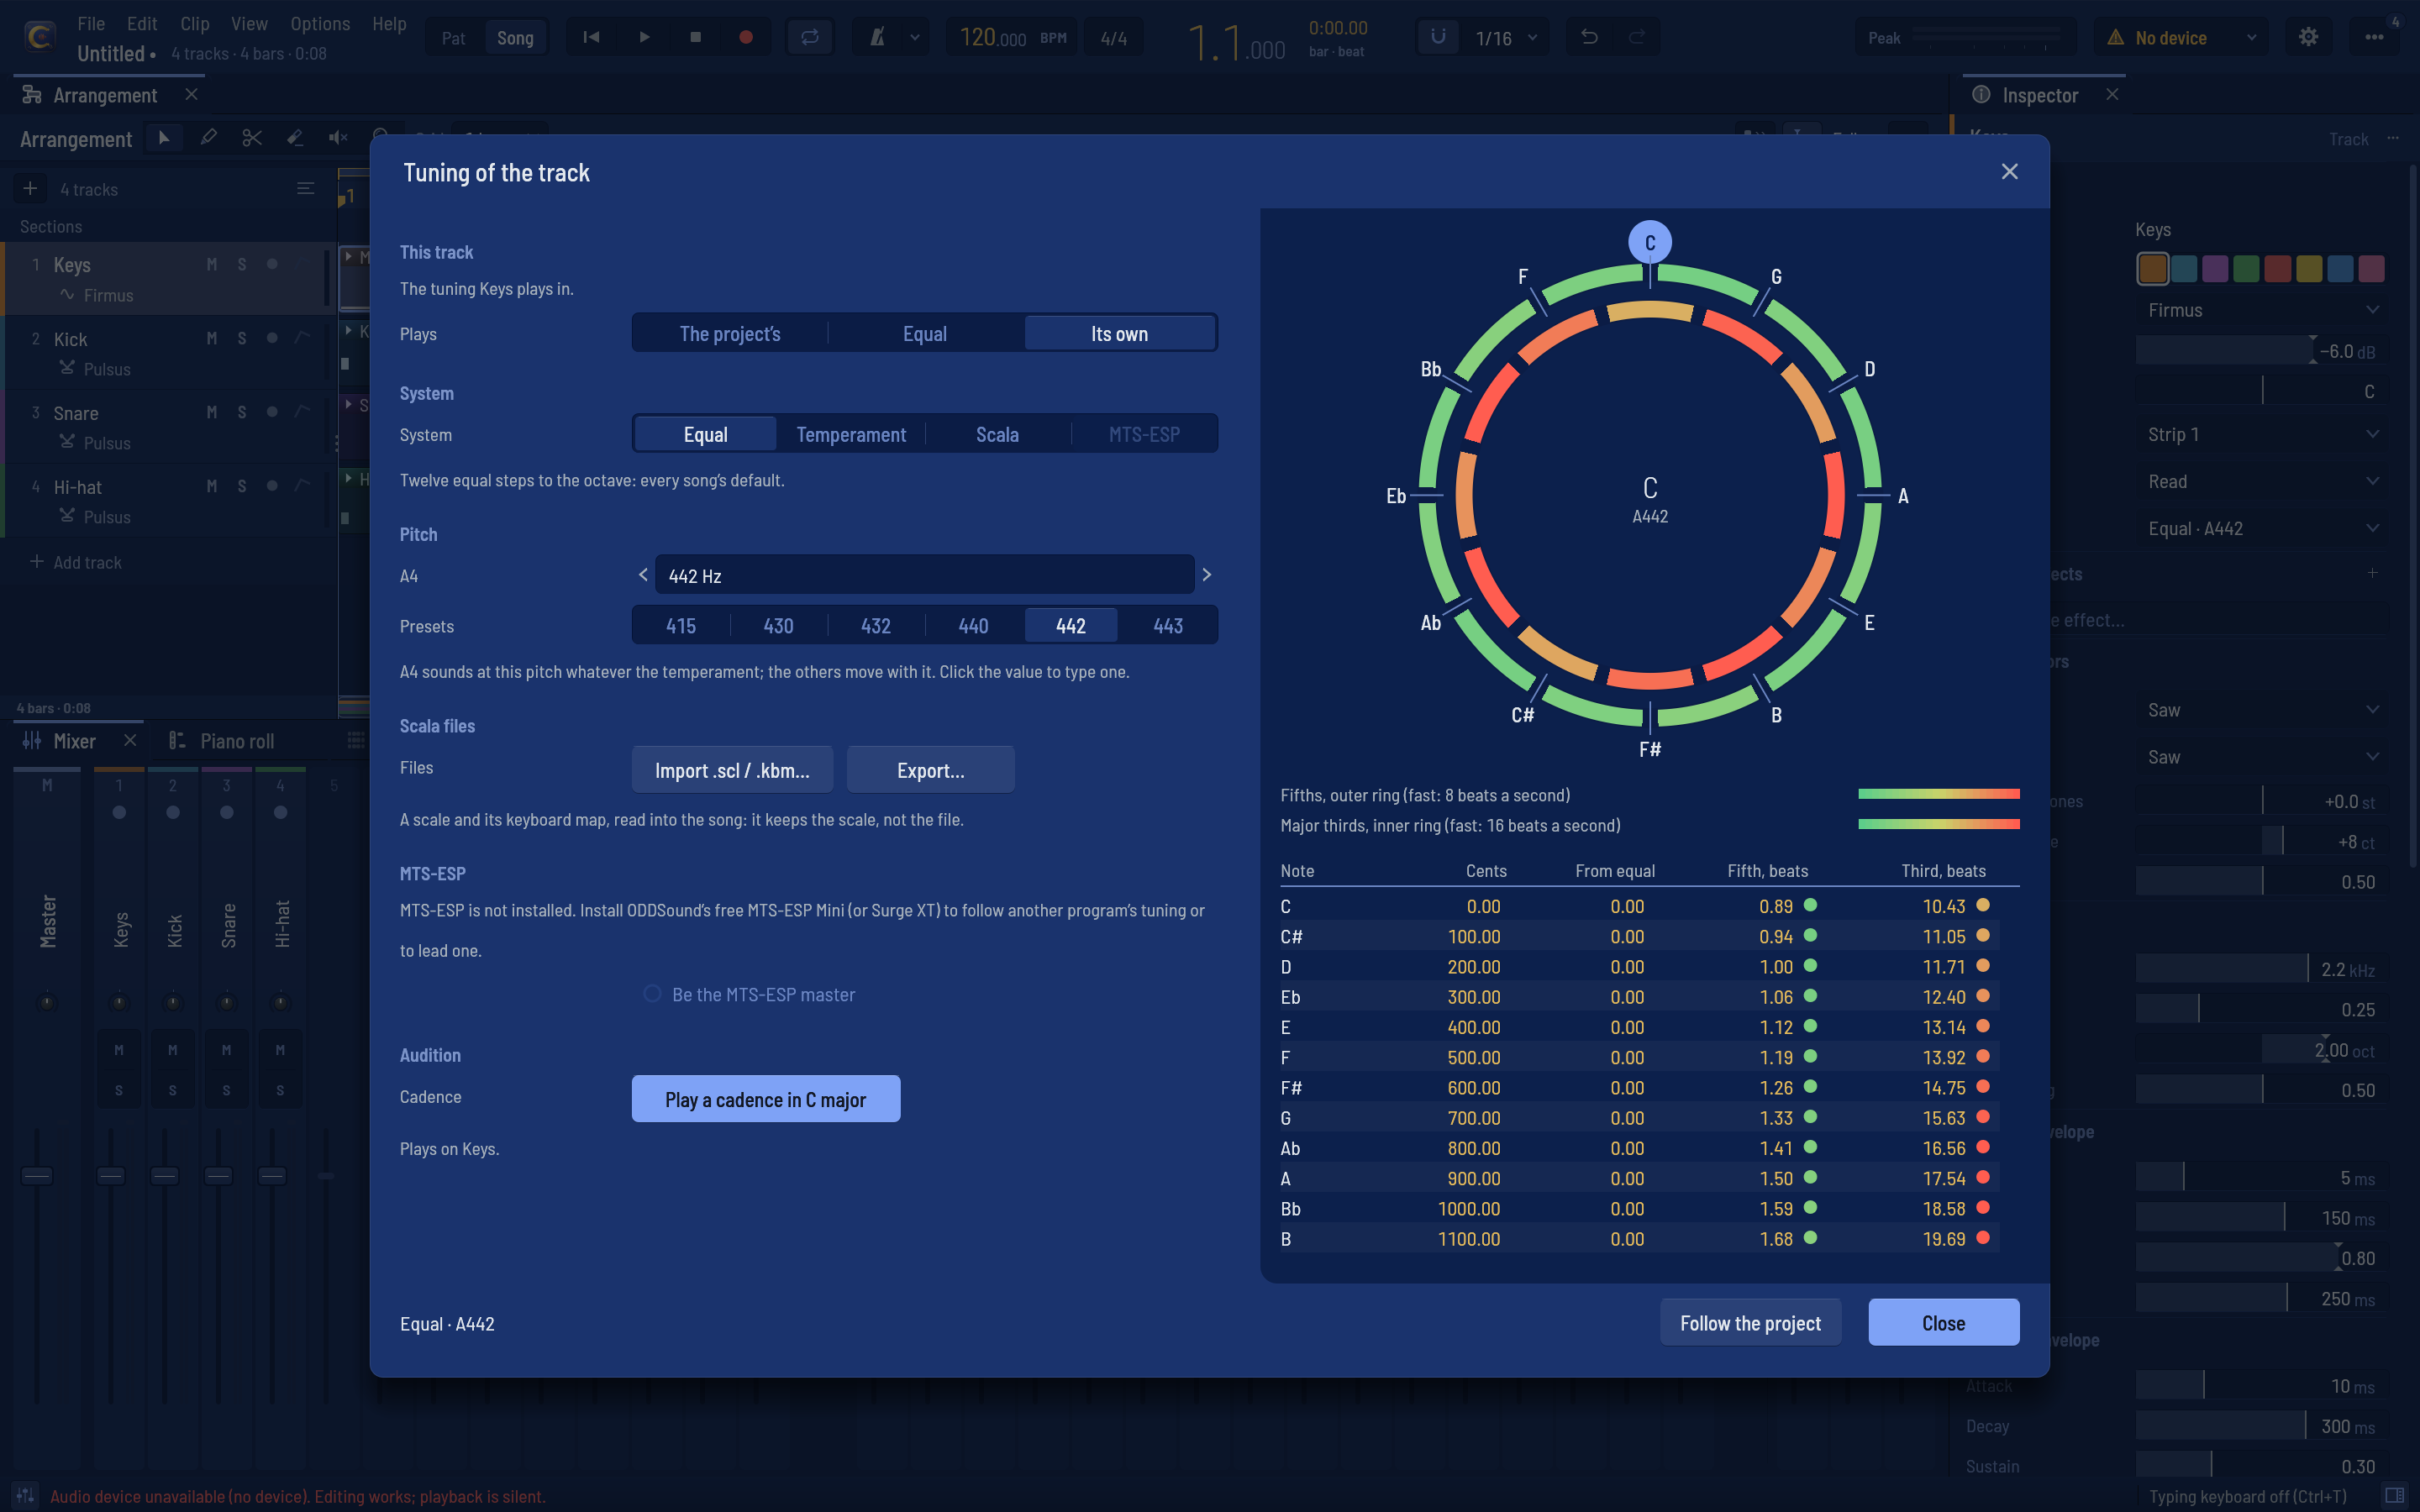 File Edit Clip View Options Help
Untitled • 4 tracks · 4 bars · 0:08
Pat Song
120.000 BPM 4/4
1.1.000 0:00.00 bar · beat
1/16
Peak
No device
4
Arrangement
Inspector
Arrangement
Track
4 tracks
1
Sections
1 Keys M S
Firmus
2 Kick M S
Pulsus
3 Snare M S
Pulsus
4 Hi-hat M S
Pulsus
Add track
4 bars · 0:08
Mixer
Piano roll
M 1 2 3 4 5
Master Keys Kick Snare Hi-hat
M M M M
S S S S
Tuning of the track
This track
The tuning Keys plays in.
Plays The project's Equal Its own
System
System Equal Temperament Scala MTS-ESP
Twelve equal steps to the octave: every song's default.
Pitch
A4 442 Hz
Presets 415 430 432 440 442 443
A4 sounds at this pitch whatever the temperament; the others move with it. Click the value to type one.
Scala files
Files Import .scl / .kbm... Export...
A scale and its keyboard map, read into the song: it keeps the scale, not the file.
MTS-ESP
MTS-ESP is not installed. Install ODDSound's free MTS-ESP Mini (or Surge XT) to follow another program's tuning or
to lead one.
Be the MTS-ESP master
Audition
Cadence Play a cadence in C major
Plays on Keys.
Equal · A442
C
F G
Bb D
Eb A
C
A442
Ab E
C# B
F#
Fifths, outer ring (fast: 8 beats a second)
Major thirds, inner ring (fast: 16 beats a second)
Note Cents From equal Fifth, beats Third, beats
C 0.00 0.00 0.89 10.43
C# 100.00 0.00 0.94 11.05
D 200.00 0.00 1.00 11.71
Eb 300.00 0.00 1.06 12.40
E 400.00 0.00 1.12 13.14
F 500.00 0.00 1.19 13.92
F# 600.00 0.00 1.26 14.75
G 700.00 0.00 1.33 15.63
Ab 800.00 0.00 1.41 16.56
A 900.00 0.00 1.50 17.54
Bb 1000.00 0.00 1.59 18.58
B 1100.00 0.00 1.68 19.69
Follow the project Close
Keys
Firmus
−6.0 dB
C
Strip 1
Read
Equal · A442
Saw
Saw
+0.0 st
+8 ct
0.50
2.2 kHz
0.25
2.00 oct
0.50
5 ms
150 ms
0.80
250 ms
Attack 10 ms
Decay 300 ms
Sustain 0.30
Audio device unavailable (no device). Editing works; playback is silent.
Typing keyboard off (Ctrl+T)